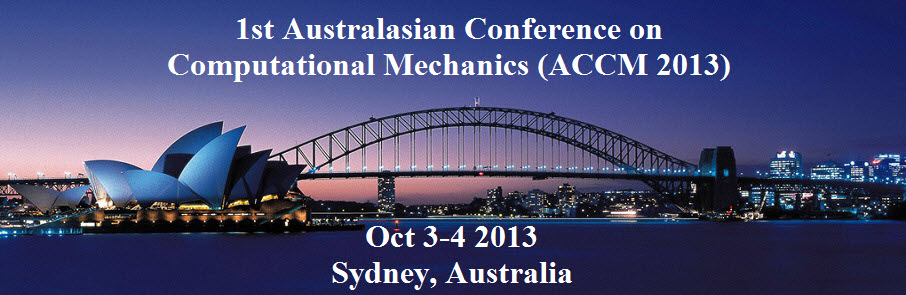 1st Australasian Conference on
Computational Mechanics (ACCM 2013)
Oct 3-4 2013
Sydney, Australia